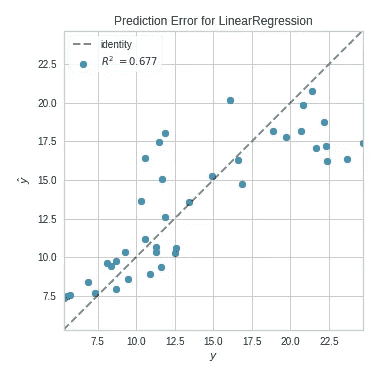 Prediction Error for LinearRegression
identity
R² = 0.677
22.5
20.0
17.5
15.0
12.5
10.0
7.5
ŷ
7.5 10.0 12.5 15.0 17.5 20.0 22.5
y